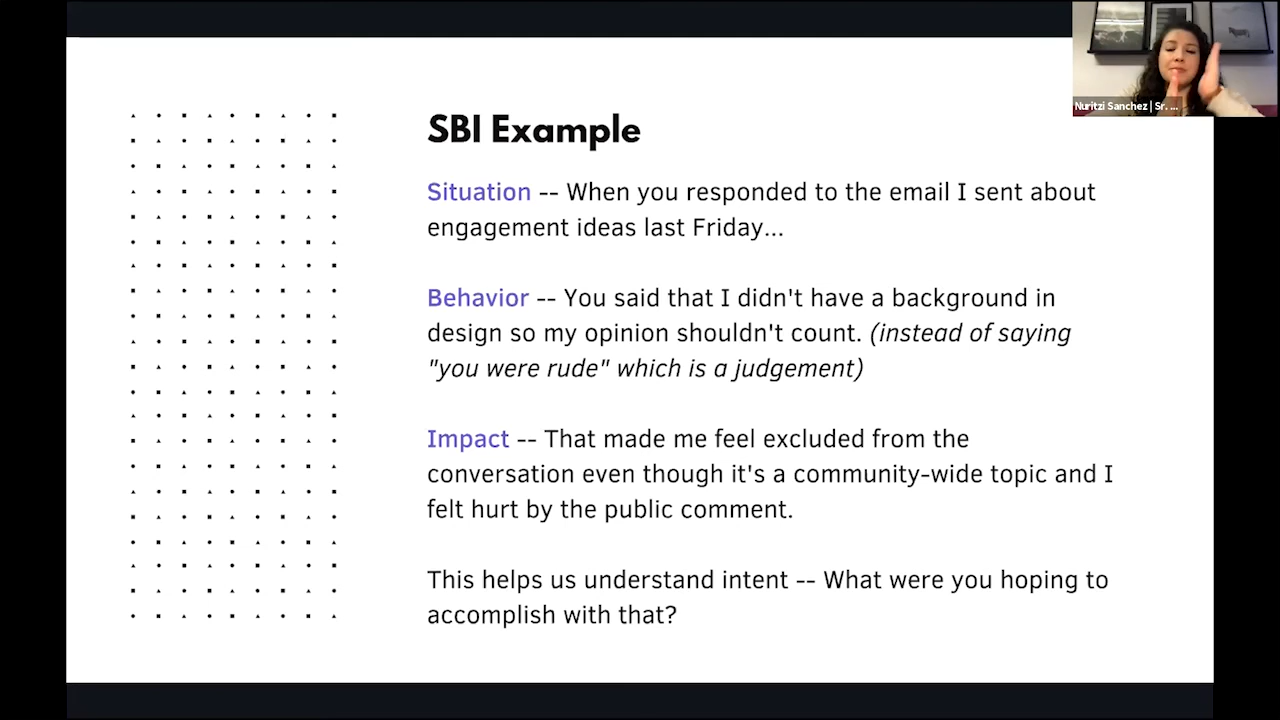 Nuritzi Sanchez | Sr. ...
SBI Example
Situation -- When you responded to the email I sent about
engagement ideas last Friday...
Behavior -- You said that I didn't have a background in
design so my opinion shouldn't count. (instead of saying
"you were rude" which is a judgement)
Impact -- That made me feel excluded from the
conversation even though it's a community-wide topic and I
felt hurt by the public comment.
This helps us understand intent -- What were you hoping to
accomplish with that?